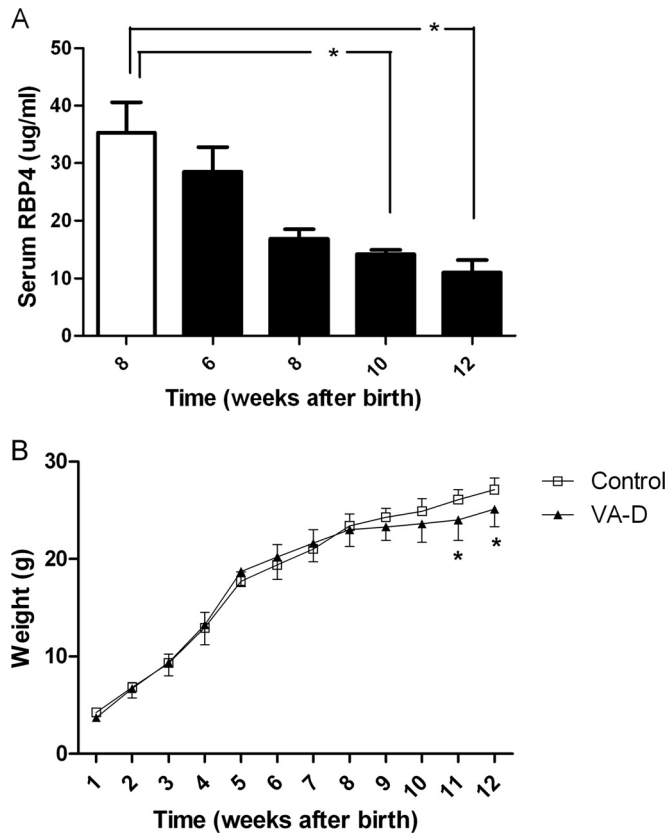 A
*
*
50
40
30
20
10
0
Serum RBP4 (ug/ml)
8 6 8 10 12
Time (weeks after birth)
B
30
20
10
0
Weight (g)
Control
VA-D
* *
1 2 3 4 5 6 7 8 9 10 11 12
Time (weeks after birth)